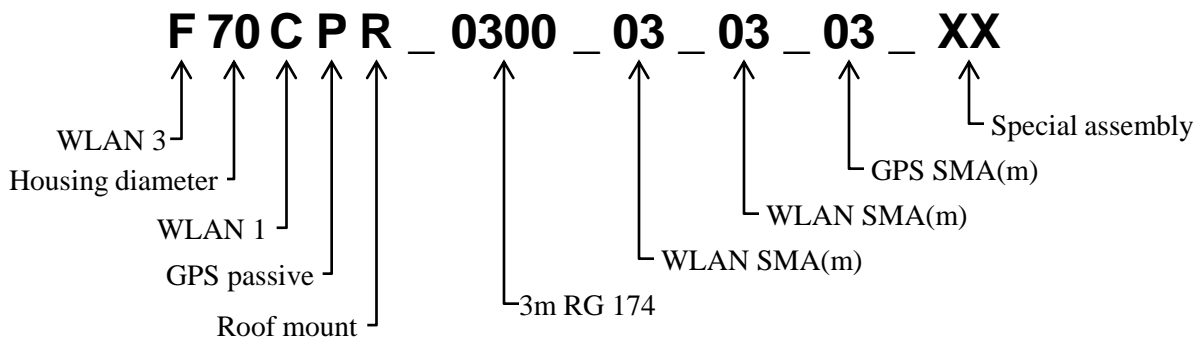 F 70 C P R _ 0300 _ 03 _ 03 _ 03 _ XX
WLAN 3
Special assembly
Housing diameter
GPS SMA(m)
WLAN 1
WLAN SMA(m)
GPS passive
WLAN SMA(m)
Roof mount
3m RG 174